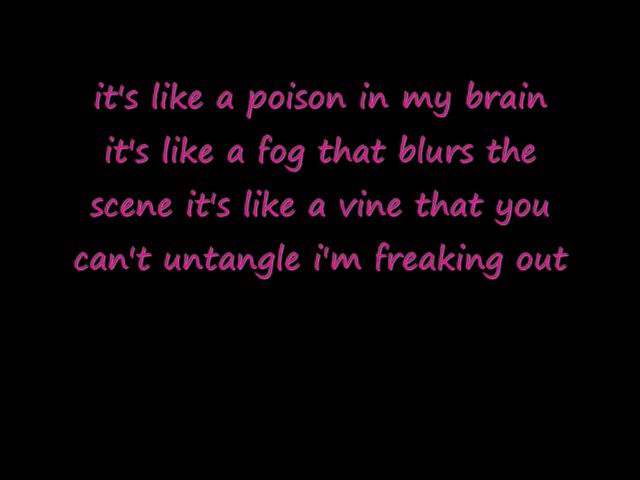 it's like a poison in my brain
it's like a fog that blurs the
scene it's like a vine that you
can't untangle i'm freaking out